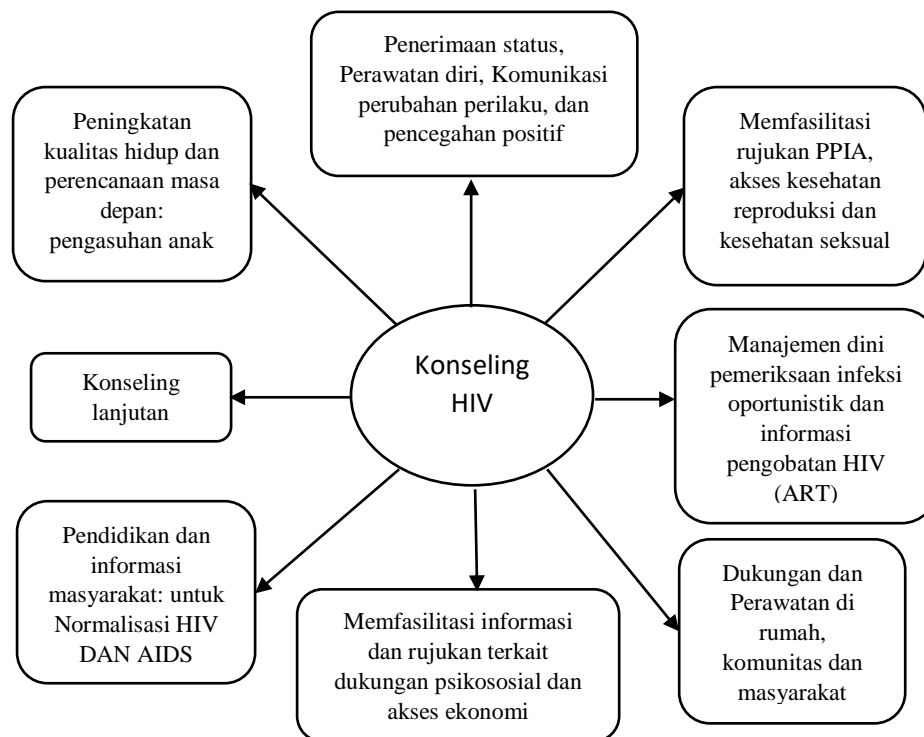 Penerimaan status,
Perawatan diri, Komunikasi
perubahan perilaku, dan
pencegahan positif
Peningkatan
kualitas hidup dan
perencanaan masa
depan:
pengasuhan anak
Memfasilitasi
rujukan PPIA,
akses kesehatan
reproduksi dan
kesehatan seksual
Konseling
HIV
Konseling
lanjutan
Manajemen dini
pemeriksaan infeksi
oportunistik dan
informasi
pengobatan HIV
(ART)
Pendidikan dan
informasi
masyarakat: untuk
Normalisasi HIV
DAN AIDS
Memfasilitasi informasi
dan rujukan terkait
dukungan psikososial dan
akses ekonomi
Dukungan dan
Perawatan di
rumah,
komunitas dan
masyarakat